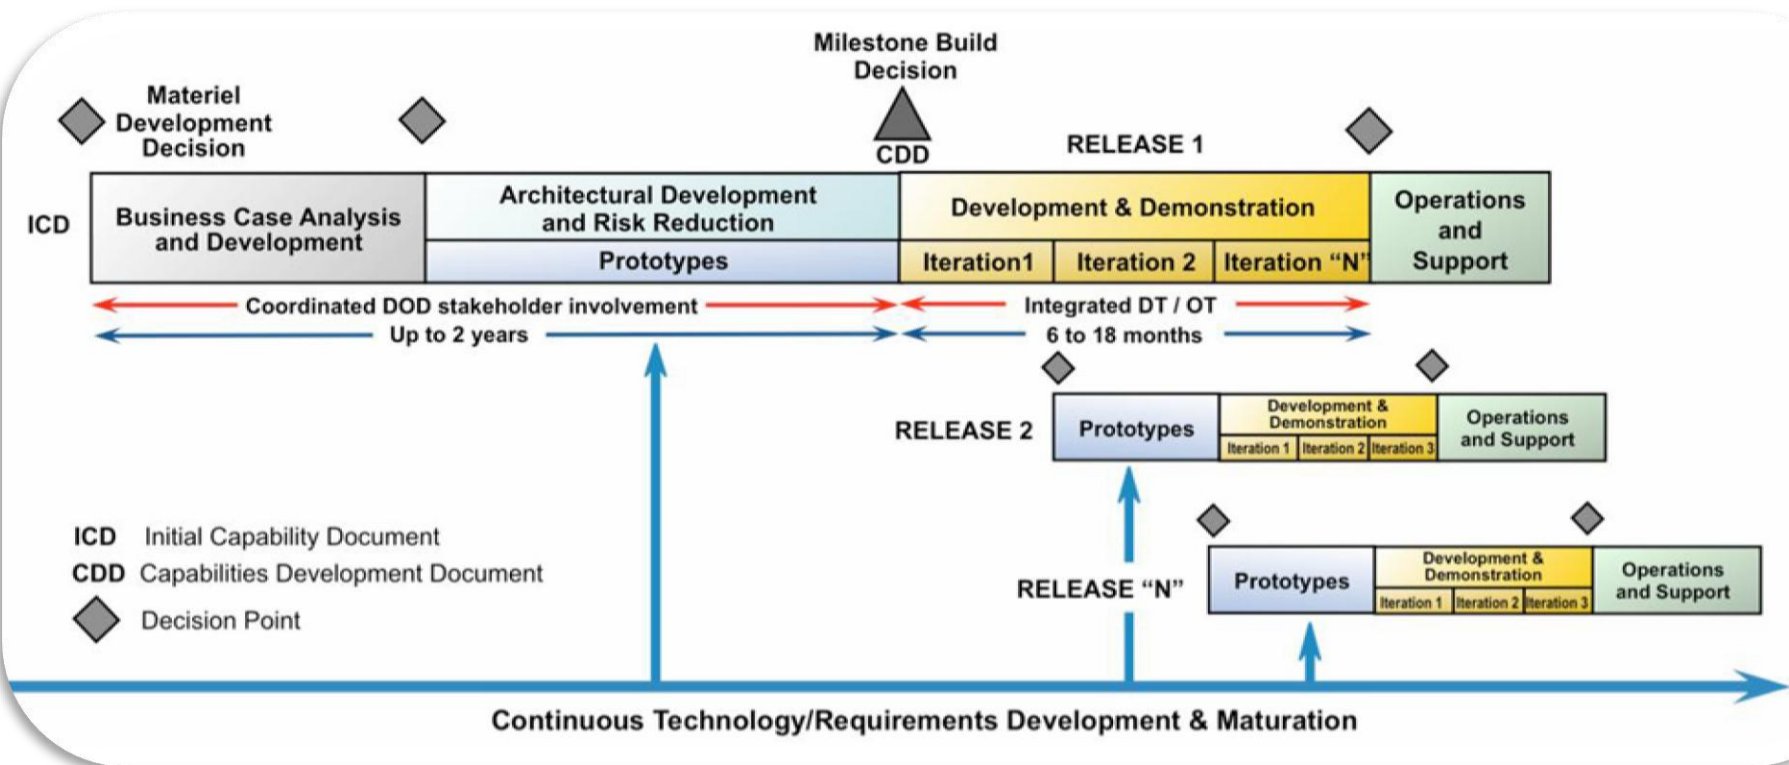 Milestone Build
Decision
Materiel
Development
Decision
CDD
RELEASE 1
ICD
Business Case Analysis
and Development
Architectural Development
and Risk Reduction
Prototypes
Development & Demonstration
Iteration1
Iteration 2
Iteration “N”
Operations
and
Support
Coordinated DOD stakeholder involvement
Integrated DT / OT
Up to 2 years
6 to 18 months
RELEASE 2
Prototypes
Development &
Demonstration
Iteration 1
Iteration 2
Iteration 3
Operations
and Support
ICD Initial Capability Document
CDD Capabilities Development Document
Decision Point
RELEASE “N”
Prototypes
Development &
Demonstration
Iteration 1
Iteration 2
Iteration 3
Operations
and Support
Continuous Technology/Requirements Development & Maturation